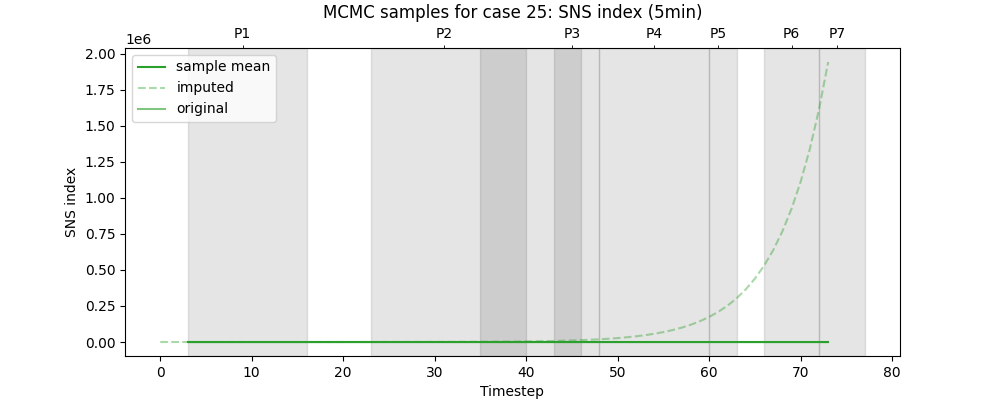 MCMC samples for case 25: SNS index (5min)
P1 P2 P3 P4 P5 P6 P7
1e6
sample mean
imputed
original
2.00
1.75
1.50
1.25
1.00
0.75
0.50
0.25
0.00
SNS index
0 10 20 30 40 50 60 70 80
Timestep